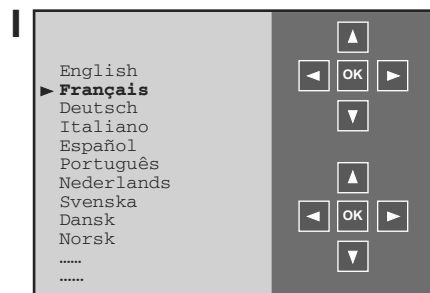 English
Français
Deutsch
Italiano
Español
Português
Nederlands
Svenska
Dansk
Norsk
......
......
OK
OK